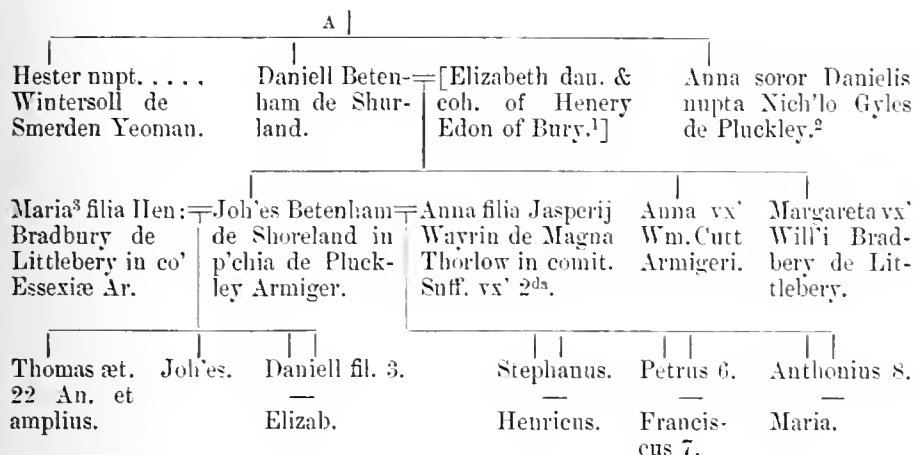 A
Hester nupt. . . . .
Wintersoll de
Smerden Yeoman.
Daniell Beten-
ham de Shur-
land.
[Elizabeth dau. &
coh. of Henery
Edon of Bury.¹]
Anna soror Danielis
nupta Nich'lo Gyles
de Pluckley.²
Maria³ filia Hen:
Bradbury de
Littlebery in co'
Essexiæ Ar.
Joh'es Betenham
de Shoreland in
p'chia de Pluck-
ley Armiger.
Anna filia Jasperij
Wayrin de Magna
Thorlow in comit.
Suff. vx' 2ᵈᵃ.
Anna vx'
Wm. Cutt
Armigeri.
Margareta vx'
Will'i Brad-
bery de Lit-
tlebery.
Thomas æt.
22 An. et
amplius.
Joh'es.
Daniell fil. 3.
—
Elizab.
Stephanus.
—
Henricus.
Petrus 6.
—
Francis-
cus 7.
Anthonius 8.
—
Maria.